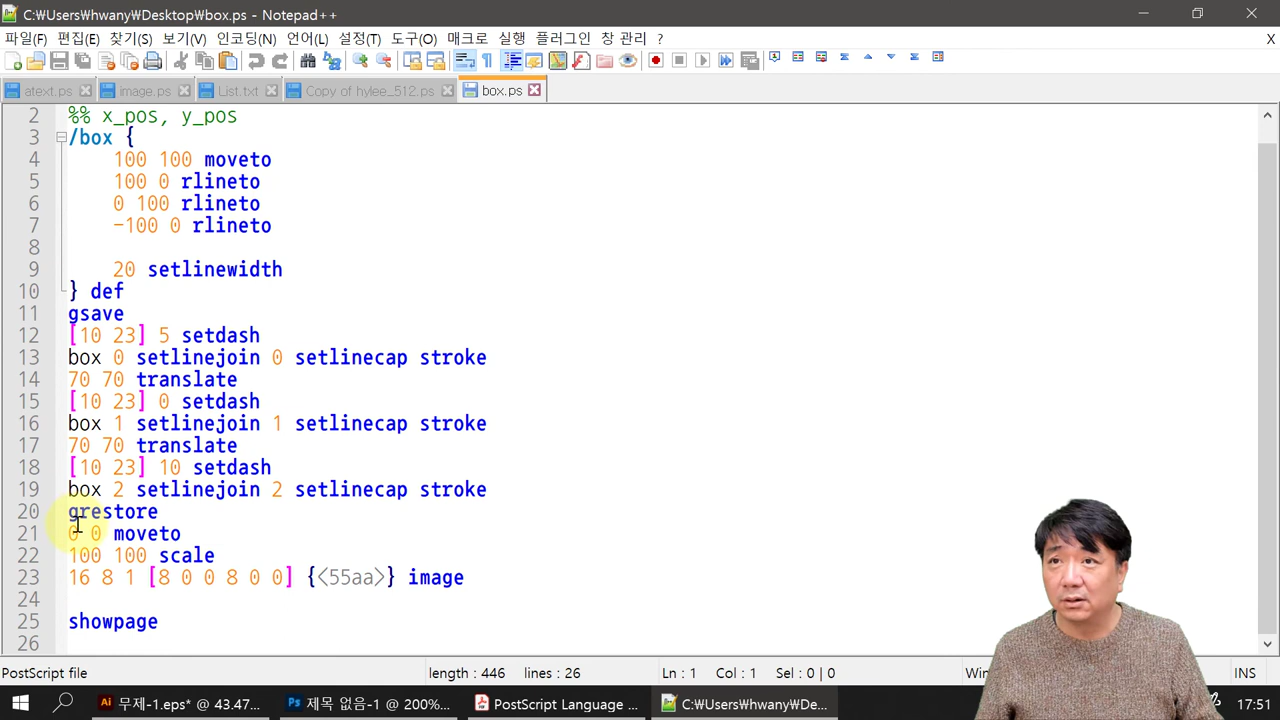 C:₩Users₩hwany₩Desktop₩box.ps - Notepad++
파일(F) 편집(E) 찾기(S) 보기(V) 인코딩(N) 언어(L) 설정(T) 도구(O) 매크로 실행 플러그인 창 관리 ? X
atext.ps image.ps List.txt Copy of hylee_512.ps box.ps
2 %% x_pos, y_pos
3 /box {
4 100 100 moveto
5 100 0 rlineto
6 0 100 rlineto
7 -100 0 rlineto
8
9 20 setlinewidth
10 } def
11 gsave
12 [10 23] 5 setdash
13 box 0 setlinejoin 0 setlinecap stroke
14 70 70 translate
15 [10 23] 0 setdash
16 box 1 setlinejoin 1 setlinecap stroke
17 70 70 translate
18 [10 23] 10 setdash
19 box 2 setlinejoin 2 setlinecap stroke
20 grestore
21 0 0 moveto
22 100 100 scale
23 16 8 1 [8 0 0 8 0 0] {<55aa>} image
24
25 showpage
26
PostScript file length : 446 lines : 26 Ln : 1 Col : 1 Sel : 0 | 0 INS
Ai 무제-1.eps* @ 43.47... Ps 제목 없음-1 @ 200%... PostScript Language ... C:₩Users₩hwany₩De... 17:51